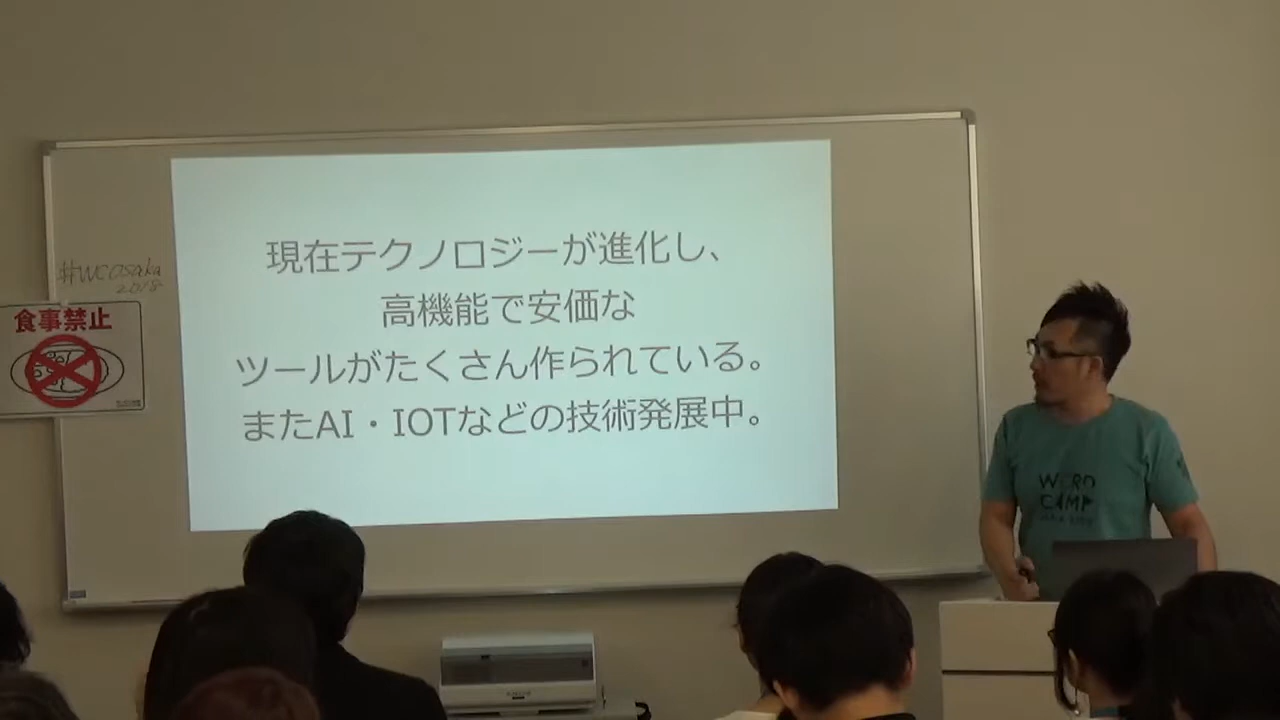 現在テクノロジーが進化し、
高機能で安価な
ツールがたくさん作られている。
またAI・IOTなどの技術発展中。
#wcosaka
2018
食事禁止
WORD
CAMP